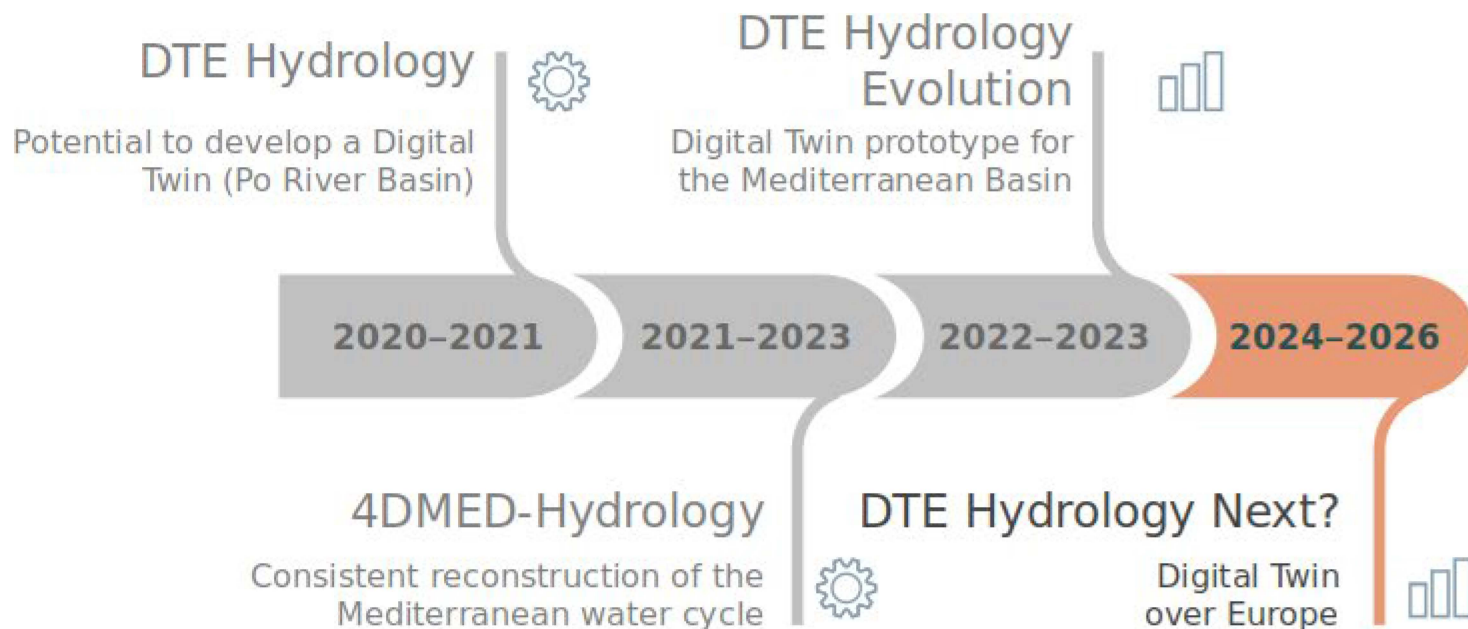 DTE Hydrology
Potential to develop a Digital
Twin (Po River Basin)
DTE Hydrology
Evolution
Digital Twin prototype for
the Mediterranean Basin
2020–2021
2021–2023
2022–2023
2024–2026
4DMED-Hydrology
Consistent reconstruction of the
Mediterranean water cycle
DTE Hydrology Next?
Digital Twin
over Europe